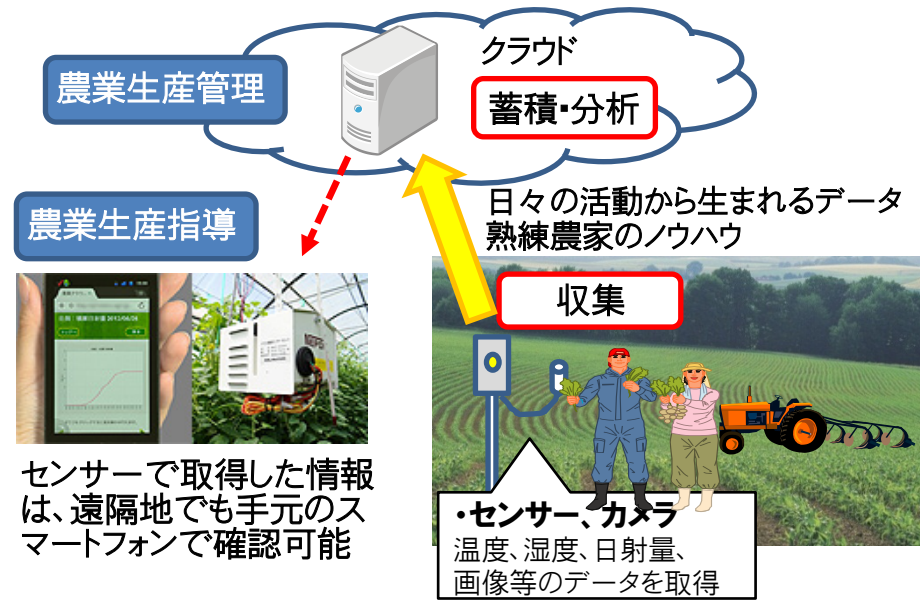 クラウド
農業生産管理
蓄積・分析
農業生産指導
日々の活動から生まれるデータ
熟練農家のノウハウ
収集
センサーで取得した情報
は、遠隔地でも手元のス
マートフォンで確認可能
・センサー、カメラ
温度、湿度、日射量、
画像等のデータを取得